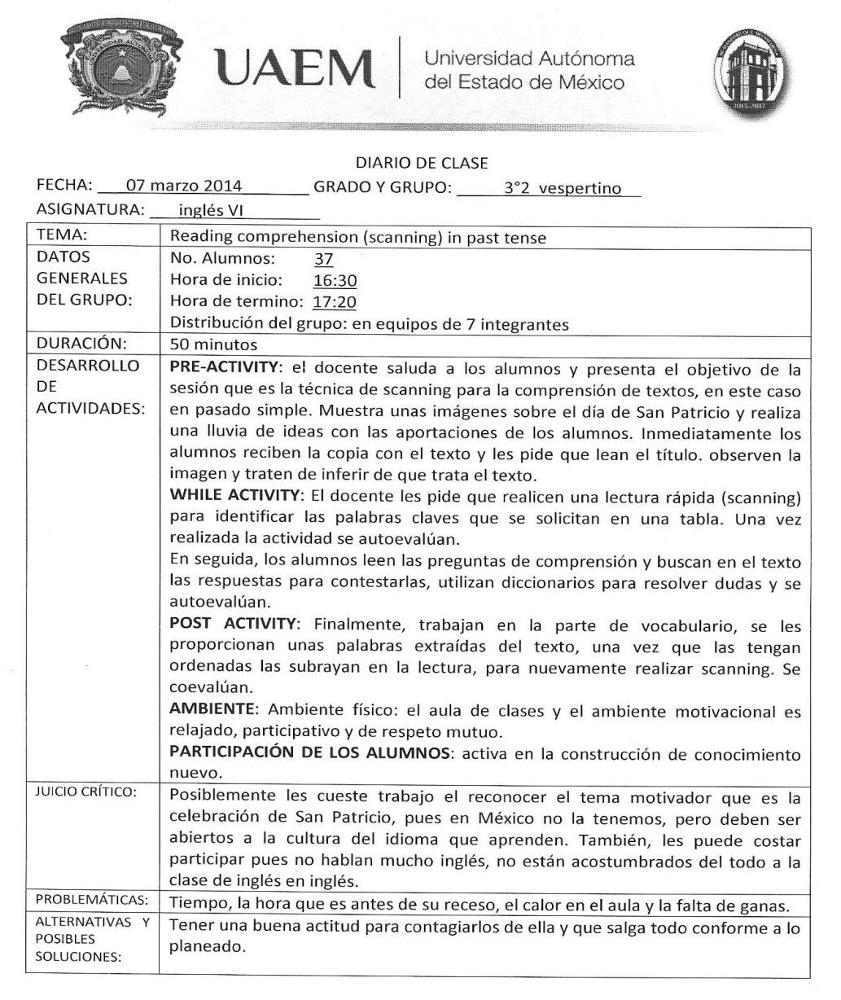 UAEM
Universidad Autónoma
del Estado de México
2013-2017
DIARIO DE CLASE
FECHA: 07 marzo 2014 GRADO Y GRUPO: 3°2 vespertino
ASIGNATURA: inglés VI
TEMA:
Reading comprehension (scanning) in past tense
DATOS
GENERALES
DEL GRUPO:
No. Alumnos: 37
Hora de inicio: 16:30
Hora de termino: 17:20
Distribución del grupo: en equipos de 7 integrantes
DURACIÓN:
50 minutos
DESARROLLO
DE
ACTIVIDADES:
PRE-ACTIVITY: el docente saluda a los alumnos y presenta el objetivo de la
sesión que es la técnica de scanning para la comprensión de textos, en este caso
en pasado simple. Muestra unas imágenes sobre el día de San Patricio y realiza
una lluvia de ideas con las aportaciones de los alumnos. Inmediatamente los
alumnos reciben la copia con el texto y les pide que lean el título. observen la
imagen y traten de inferir de que trata el texto.
WHILE ACTIVITY: El docente les pide que realicen una lectura rápida (scanning)
para identificar las palabras claves que se solicitan en una tabla. Una vez
realizada la actividad se autoevalúan.
En seguida, los alumnos leen las preguntas de comprensión y buscan en el texto
las respuestas para contestarlas, utilizan diccionarios para resolver dudas y se
autoevalúan.
POST ACTIVITY: Finalmente, trabajan en la parte de vocabulario, se les
proporcionan unas palabras extraídas del texto, una vez que las tengan
ordenadas las subrayan en la lectura, para nuevamente realizar scanning. Se
coevalúan.
AMBIENTE: Ambiente físico: el aula de clases y el ambiente motivacional es
relajado, participativo y de respeto mutuo.
PARTICIPACIÓN DE LOS ALUMNOS: activa en la construcción de conocimiento
nuevo.
JUICIO CRÍTICO:
Posiblemente les cueste trabajo el reconocer el tema motivador que es la
celebración de San Patricio, pues en México no la tenemos, pero deben ser
abiertos a la cultura del idioma que aprenden. También, les puede costar
participar pues no hablan mucho inglés, no están acostumbrados del todo a la
clase de inglés en inglés.
PROBLEMÁTICAS:
Tiempo, la hora que es antes de su receso, el calor en el aula y la falta de ganas.
ALTERNATIVAS Y
POSIBLES
SOLUCIONES:
Tener una buena actitud para contagiarlos de ella y que salga todo conforme a lo
planeado.